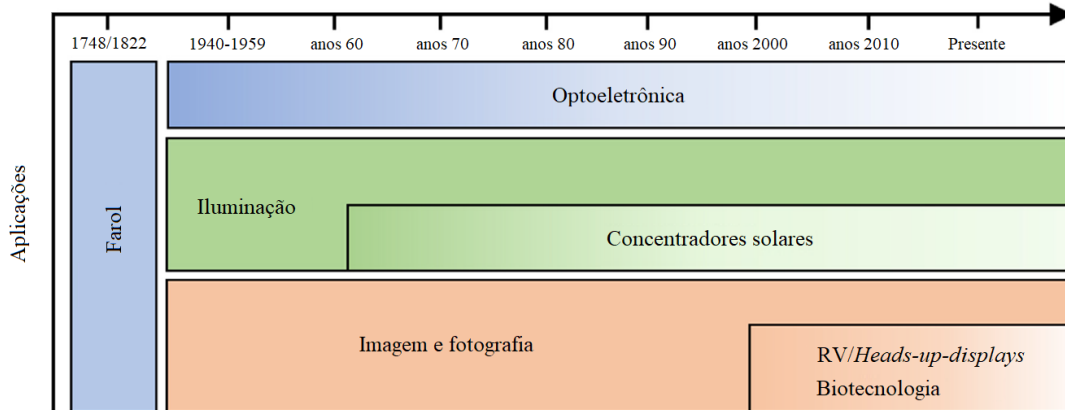 1748/1822
1940-1959
anos 60
anos 70
anos 80
anos 90
anos 2000
anos 2010
Presente
Aplicações
Farol
Optoeletrônica
Iluminação
Concentradores solares
Imagem e fotografia
RV/Heads-up-displays
Biotecnologia